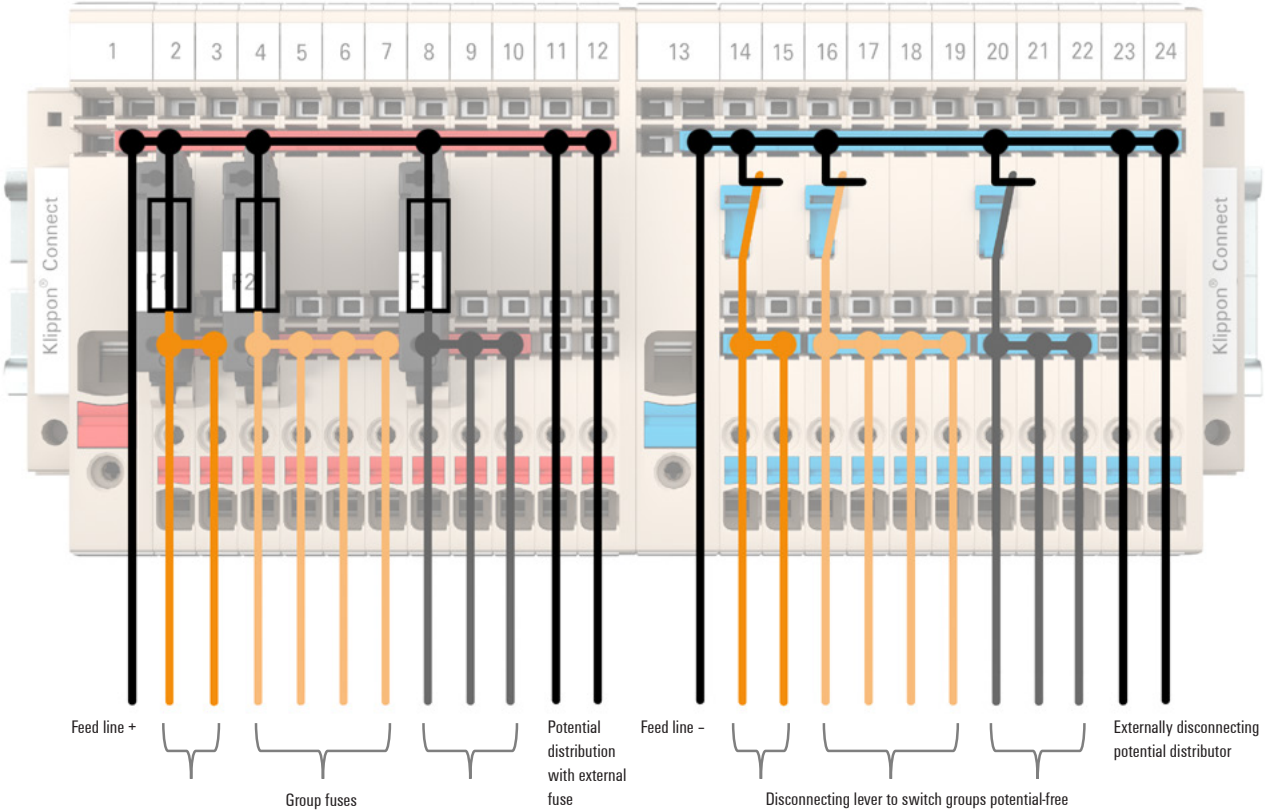 1 2 3 4 5 6 7 8 9 10 11 12 13 14 15 16 17 18 19 20 21 22 23 24
Klippon® Connect
F1 F2 F3
Klippon® Connect
Feed line +
Group fuses
Potential
distribution
with external
fuse
Feed line –
Disconnecting lever to switch groups potential-free
Externally disconnecting
potential distributor